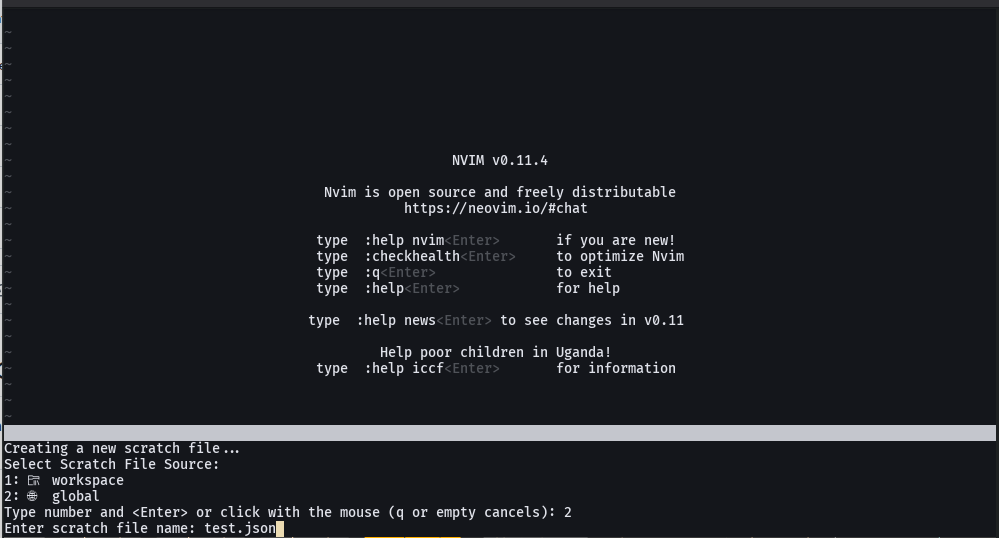 ~
~
~
~
~
~
~
~
~ NVIM v0.11.4
~
~ Nvim is open source and freely distributable
~ https://neovim.io/#chat
~
~ type :help nvim<Enter> if you are new!
~ type :checkhealth<Enter> to optimize Nvim
~ type :q<Enter> to exit
~ type :help<Enter> for help
~
~ type :help news<Enter> to see changes in v0.11
~
~ Help poor children in Uganda!
~ type :help iccf<Enter> for information
~
~
~
Creating a new scratch file...
Select Scratch File Source:
1: workspace
2: global
Type number and <Enter> or click with the mouse (q or empty cancels): 2
Enter scratch file name: test.json